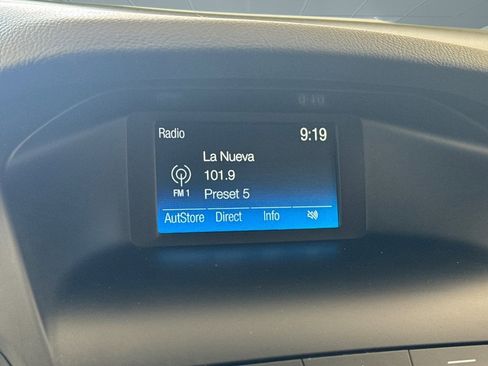 Radio 9:19
La Nueva
101.9
FM 1 Preset 5
AutStore Direct Info